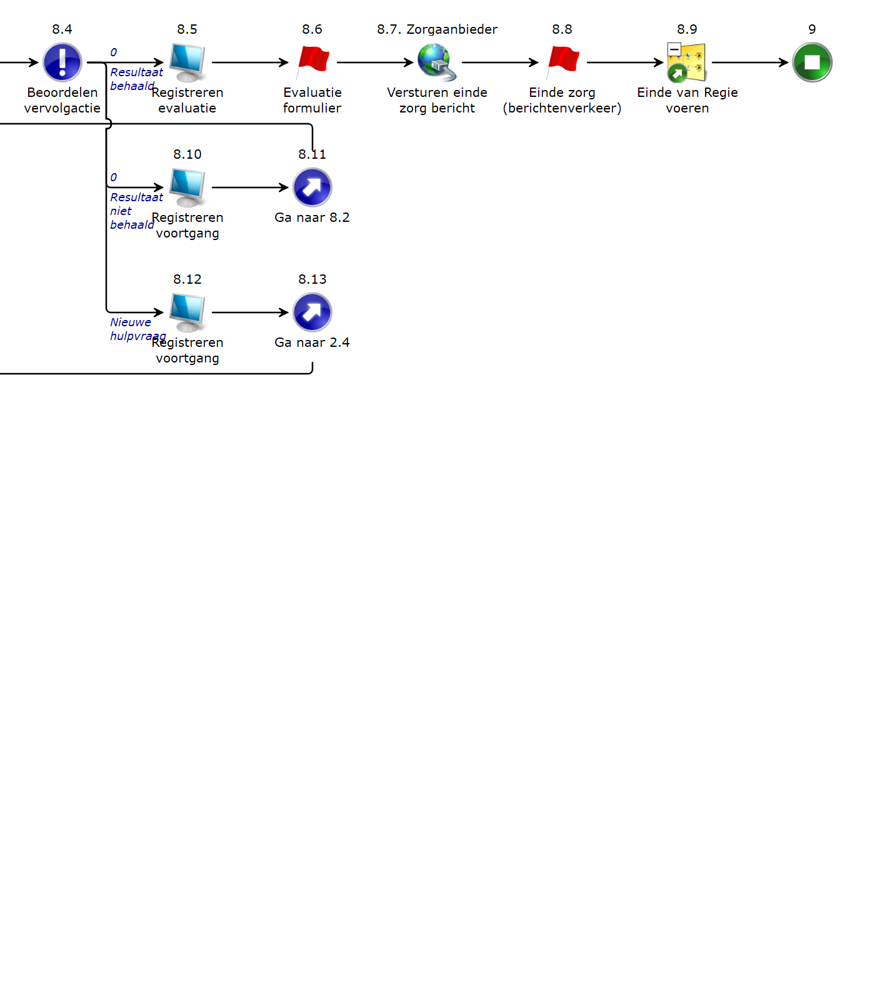 8.4
8.5
8.6
8.7. Zorgaanbieder
8.8
8.9
9
0
Resultaat
behaald
Beoordelen
vervolgactie
Registreren
evaluatie
Evaluatie
formulier
Versturen einde
zorg bericht
Einde zorg
(berichtenverkeer)
Einde van Regie
voeren
8.10
8.11
0
Resultaat
niet
behaald
Registreren
voortgang
Ga naar 8.2
8.12
8.13
Nieuwe
hulpvraag
Registreren
voortgang
Ga naar 2.4